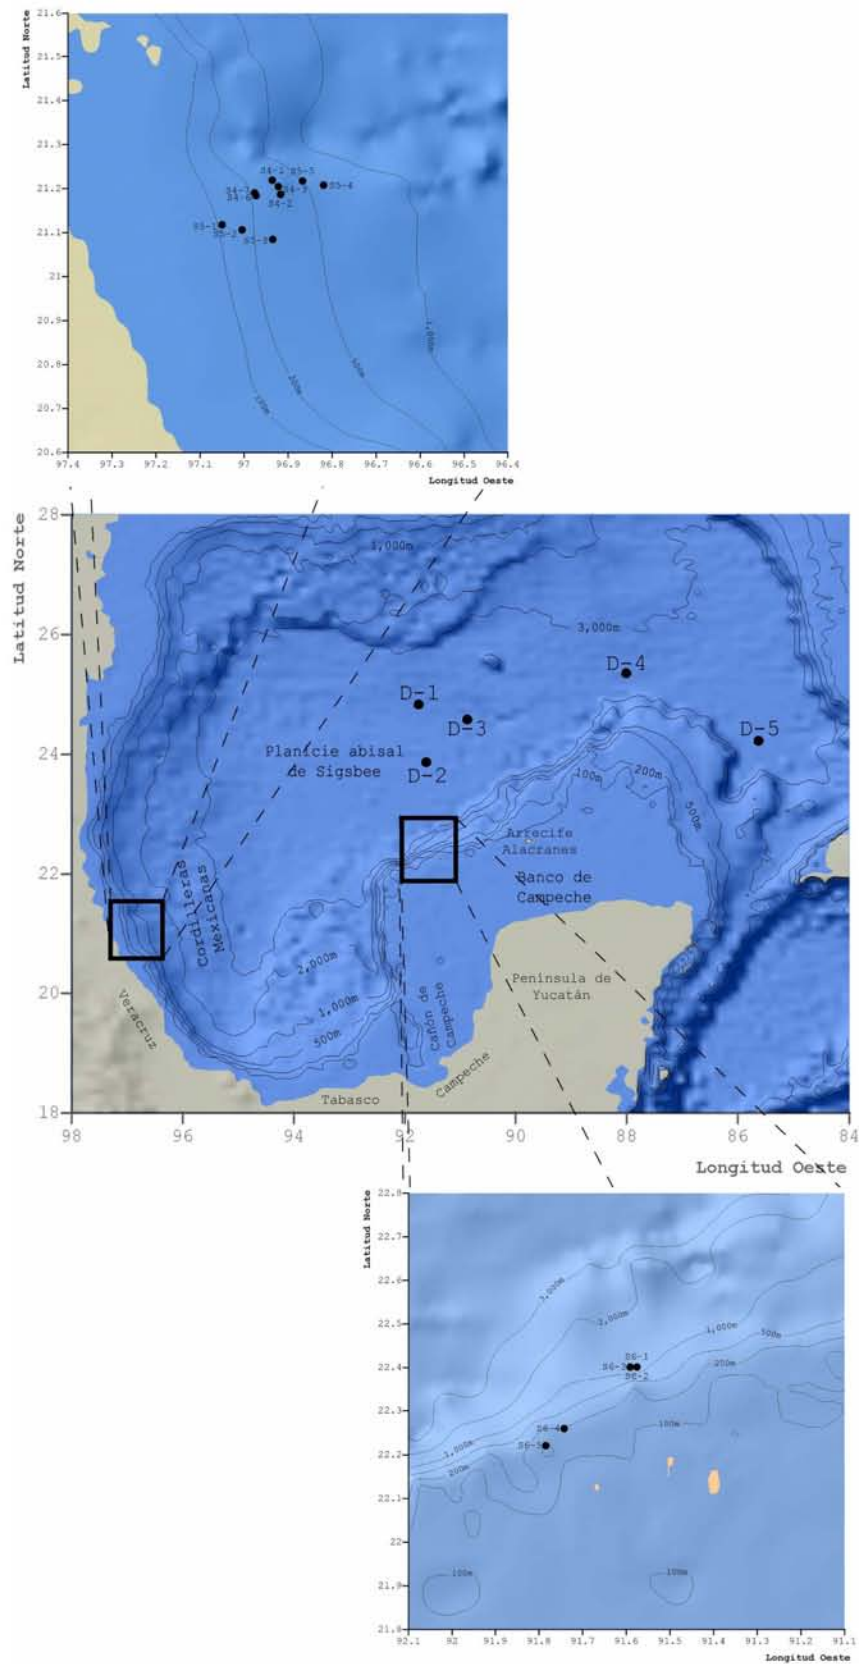 Latitud Norte
21.6
21.5
21.4
21.3
21.2
21.1
21
20.9
20.8
20.7
20.6
S4-1 S5-5
S4-3 S5-4
S4-7
S4-6
S4-2
S5-1
S5-2 S5-3
1,000m
500m
200m
100m
97.4 97.3 97.2 97.1 97 96.9 96.8 96.7 96.6 96.5 96.4
Longitud Oeste
Latitud Norte
28
26
24
22
20
18
1,000m
3,000m
D-4
D-1
D-3
D-5
Planicie abisal
de Sigsbee
D-2
100m
200m
500m
Arrecife
Alacranes
Banco de
Campeche
Cordilleras
Mexicanas
2,000m
1,000m
500m
Península de
Yucatán
Cañón de
Campeche
Veracruz
Campeche
Tabasco
98 96 94 92 90 88 86 84
Longitud Oeste
Latitud Norte
22.8
22.7
22.6
22.5
22.4
22.3
22.2
22.1
22
21.9
21.8
3,000m
2,000m
1,000m
500m
200m
S6-1
S6-3
S6-2
S6-4
100m
S6-5
1,000m
200m
100m
100m
92.1 92 91.9 91.8 91.7 91.6 91.5 91.4 91.3 91.2 91.1
Longitud Oeste